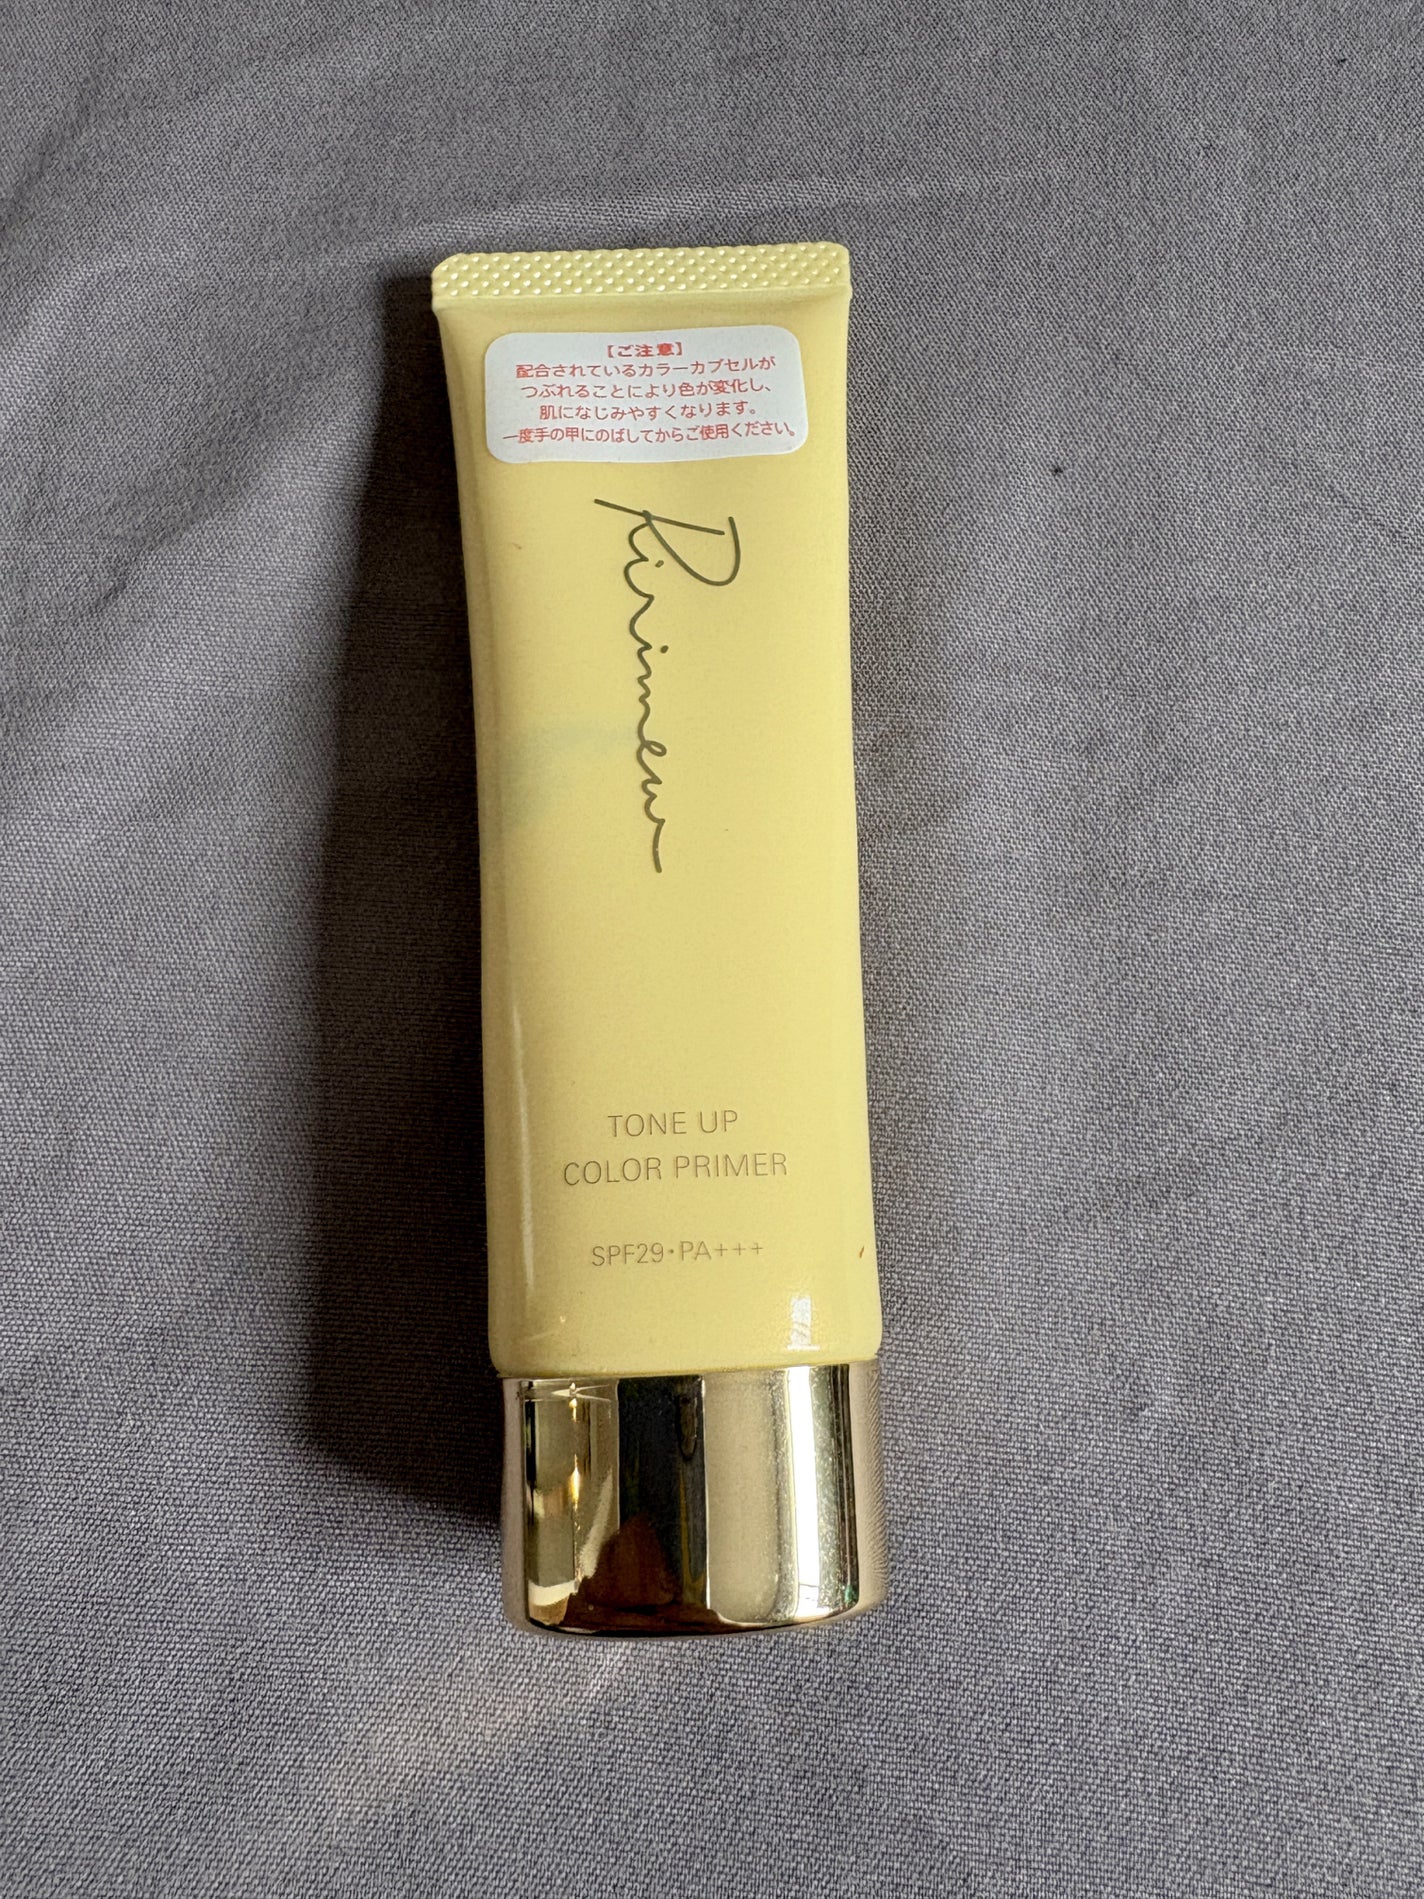 【ご注意】
配合されているカラーカプセルが
つぶれることにより色が変化し、
肌になじみやすくなります。
一度手の甲にのばしてからご使用ください。
Ririmew
TONE UP
COLOR PRIMER
SPF29・PA+++